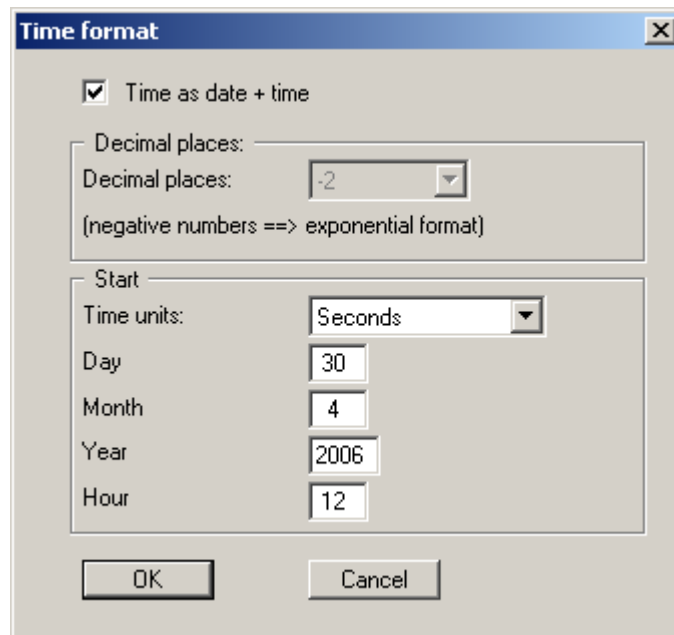 Time format
Time as date + time
Decimal places:
Decimal places: -2
(negative numbers ==> exponential format)
Start
Time units: Seconds
Day 30
Month 4
Year 2006
Hour 12
OK Cancel